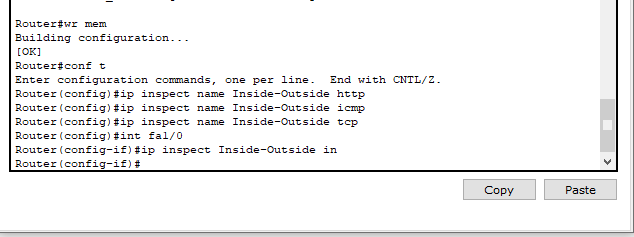 Router#wr mem
Building configuration...
[OK]
Router#conf t
Enter configuration commands, one per line.  End with CNTL/Z.
Router(config)#ip inspect name Inside-Outside http
Router(config)#ip inspect name Inside-Outside icmp
Router(config)#ip inspect name Inside-Outside tcp
Router(config)#int fa1/0
Router(config-if)#ip inspect Inside-Outside in
Router(config-if)#
Copy Paste